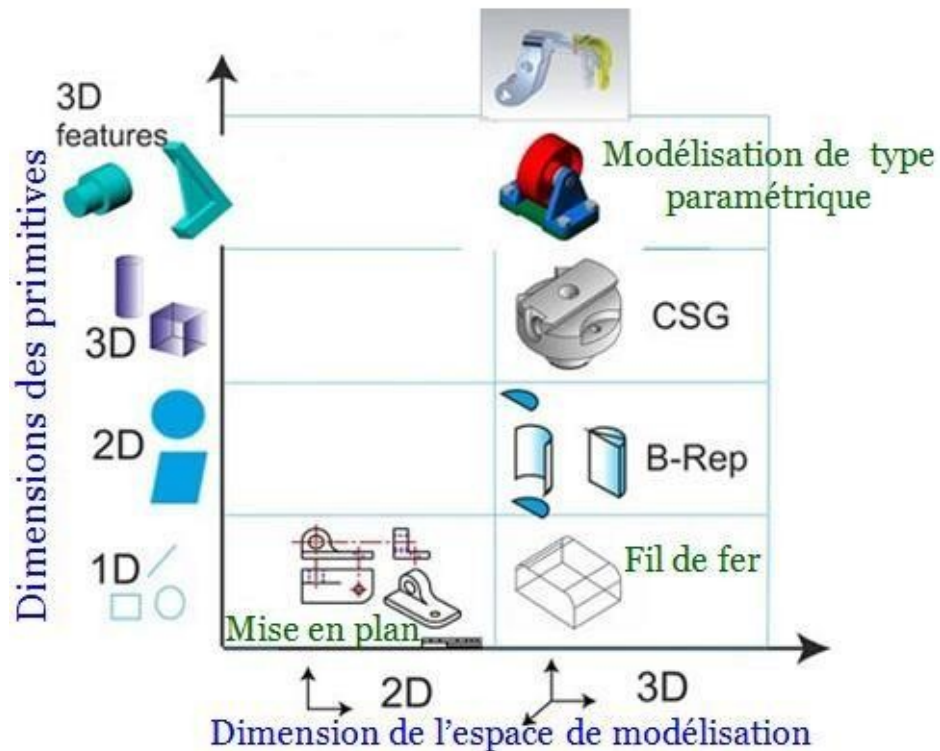 3D
features
Modélisation de type
paramétrique
Dimensions des primitives
3D
CSG
2D
B-Rep
1D
Fil de fer
Mise en plan
2D
3D
Dimension de l'espace de modélisation